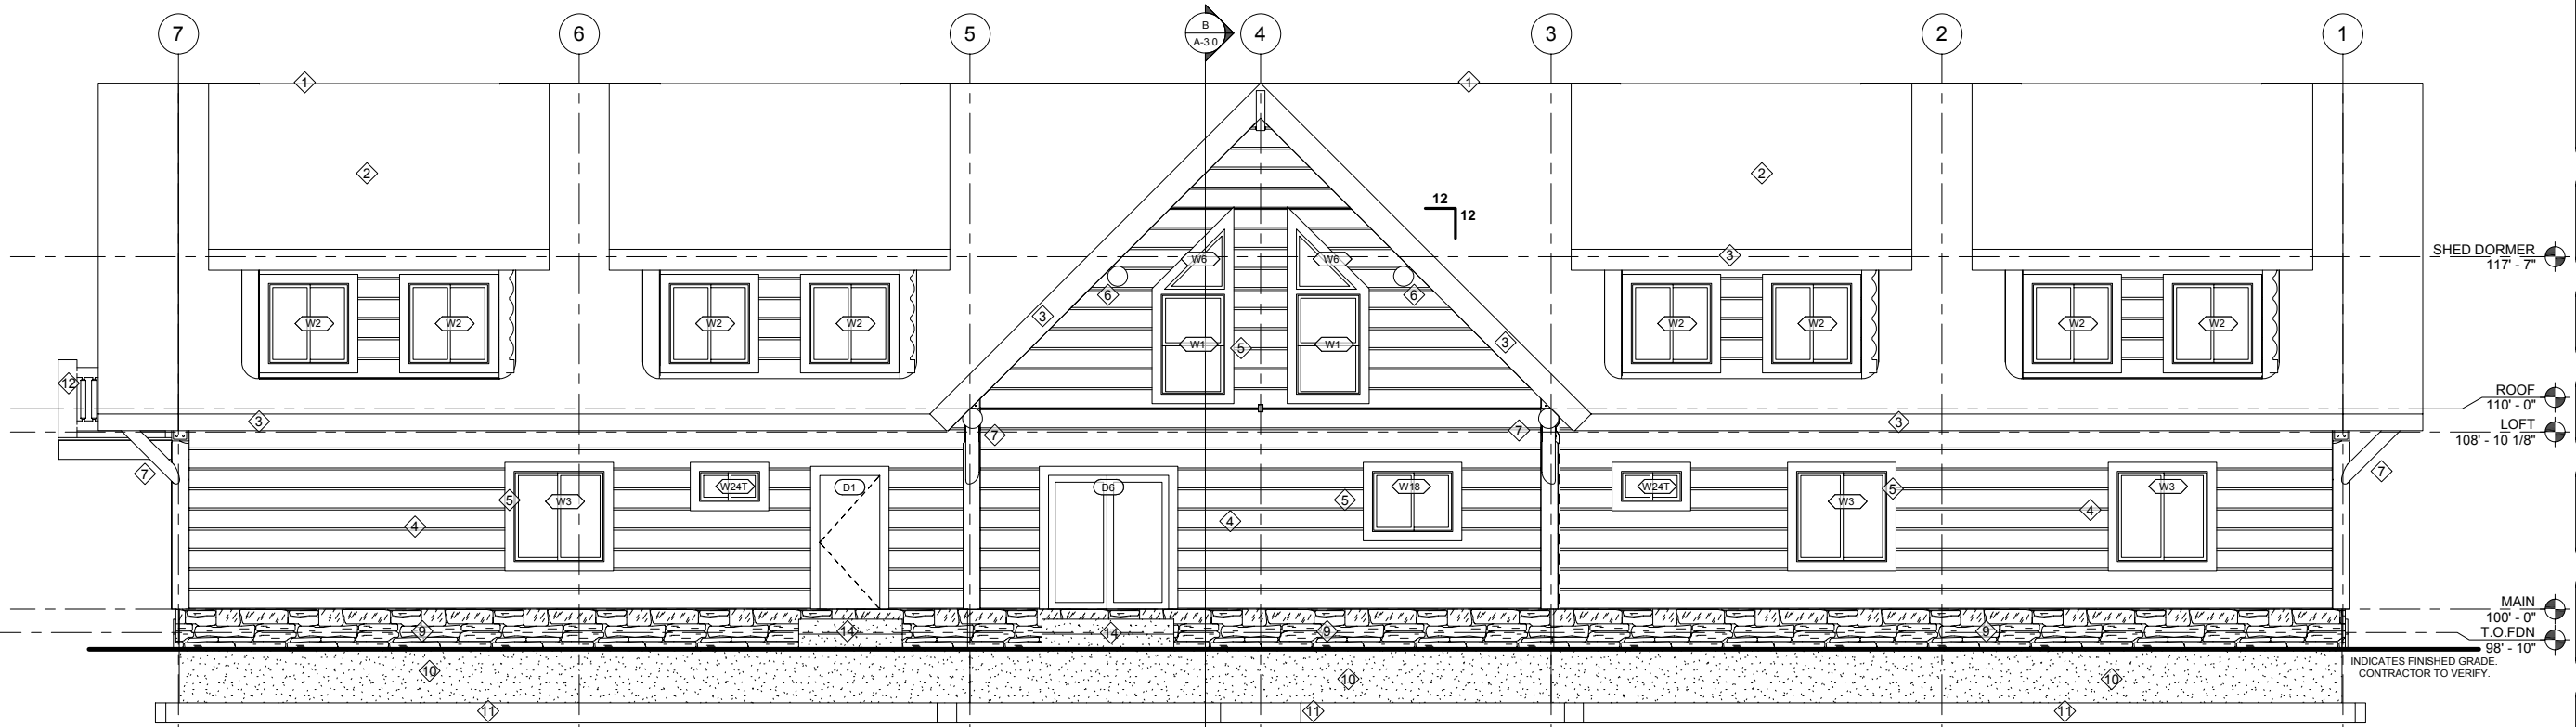 7 6 5 B 4 3 2 1
A-3.0
1 1
2 2
12
12
SHED DORMER
117' - 7"
W6 W6 3
6 6
3 3
W2 W2 W2 W2 W1 5 W1 W2 W2 W2 W2
12
ROOF
110' - 0"
3 3
LOFT
108' - 10 1/8"
7 7
7 7
5 W3 W24T D1 D6 5 W18 W24T W3 5 W3
4 4 4
MAIN
100' - 0"
9 14 14 9 9
T.O.FDN
98' - 10"
INDICATES FINISHED GRADE.
CONTRACTOR TO VERIFY.
10 10 10
11 11 11